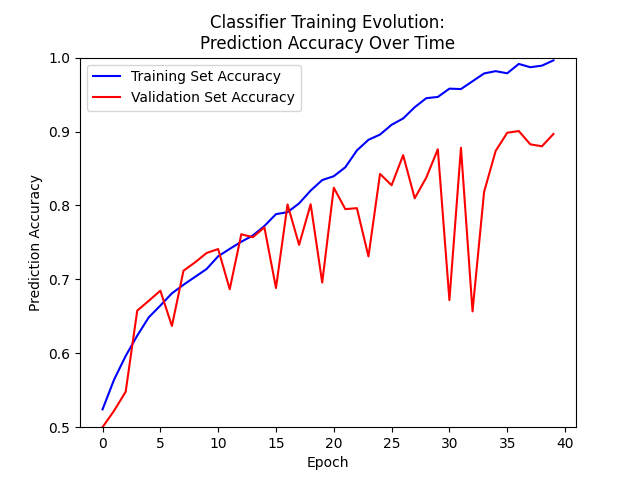 Classifier Training Evolution:
Prediction Accuracy Over Time
Training Set Accuracy
Validation Set Accuracy
Prediction Accuracy
1.0
0.9
0.8
0.7
0.6
0.5
0 5 10 15 20 25 30 35 40
Epoch